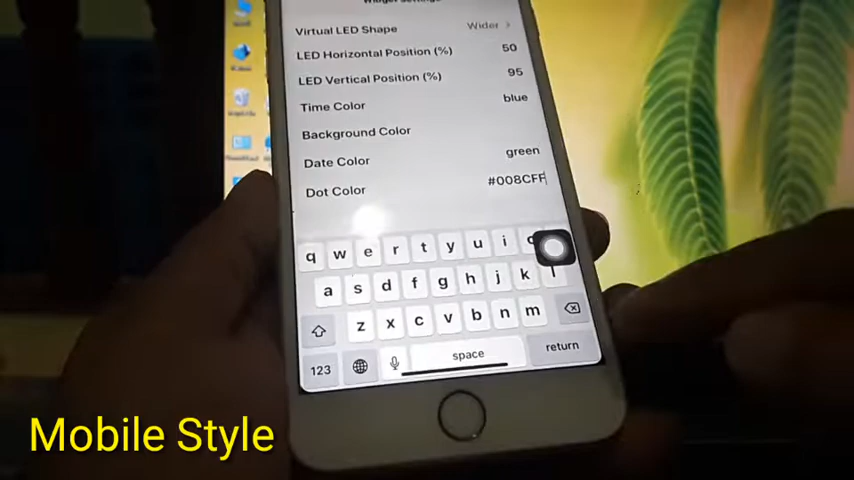 Virtual LED Shape Wider
LED Horizontal Position (%) 50
LED Vertical Position (%) 95
Time Color blue
Background Color
Date Color green
Dot Color #008CFF
q w e r t y u i
a s d f g h j k l
z x c v b n m
123 space return
Mobile Style